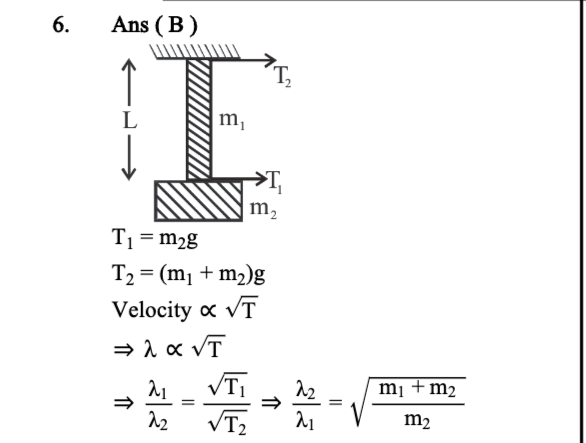 6. Ans ( B )
T₂
L
m₁
T₁
m₂
T₁ = m₂g
T₂ = (m₁ + m₂)g
Velocity ∝ √T
⇒ λ ∝ √T
⇒ λ₁/λ₂ = √T₁/√T₂ ⇒ λ₂/λ₁ = √((m₁ + m₂)/m₂)